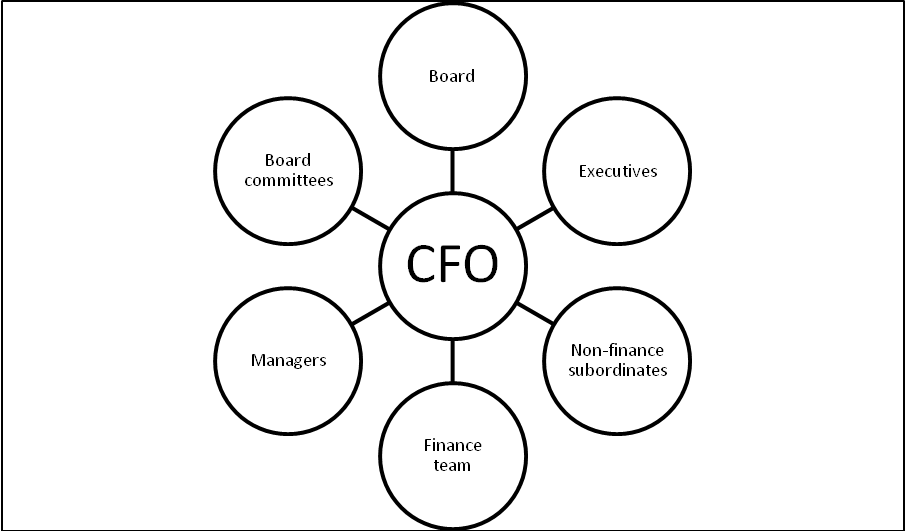 Board
Board
committees
Executives
CFO
Managers
Non-finance
subordinates
Finance
team